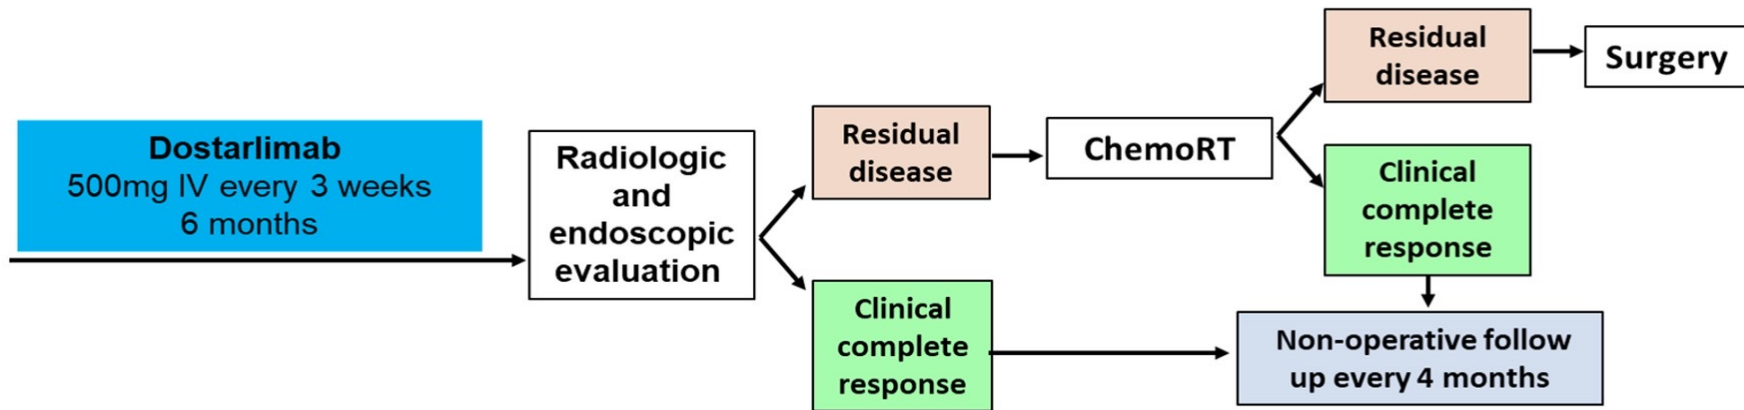 Dostarlimab
500mg IV every 3 weeks
6 months
Radiologic
and
endoscopic
evaluation
Residual
disease
Clinical
complete
response
ChemoRT
Residual
disease
Clinical
complete
response
Surgery
Non-operative follow
up every 4 months